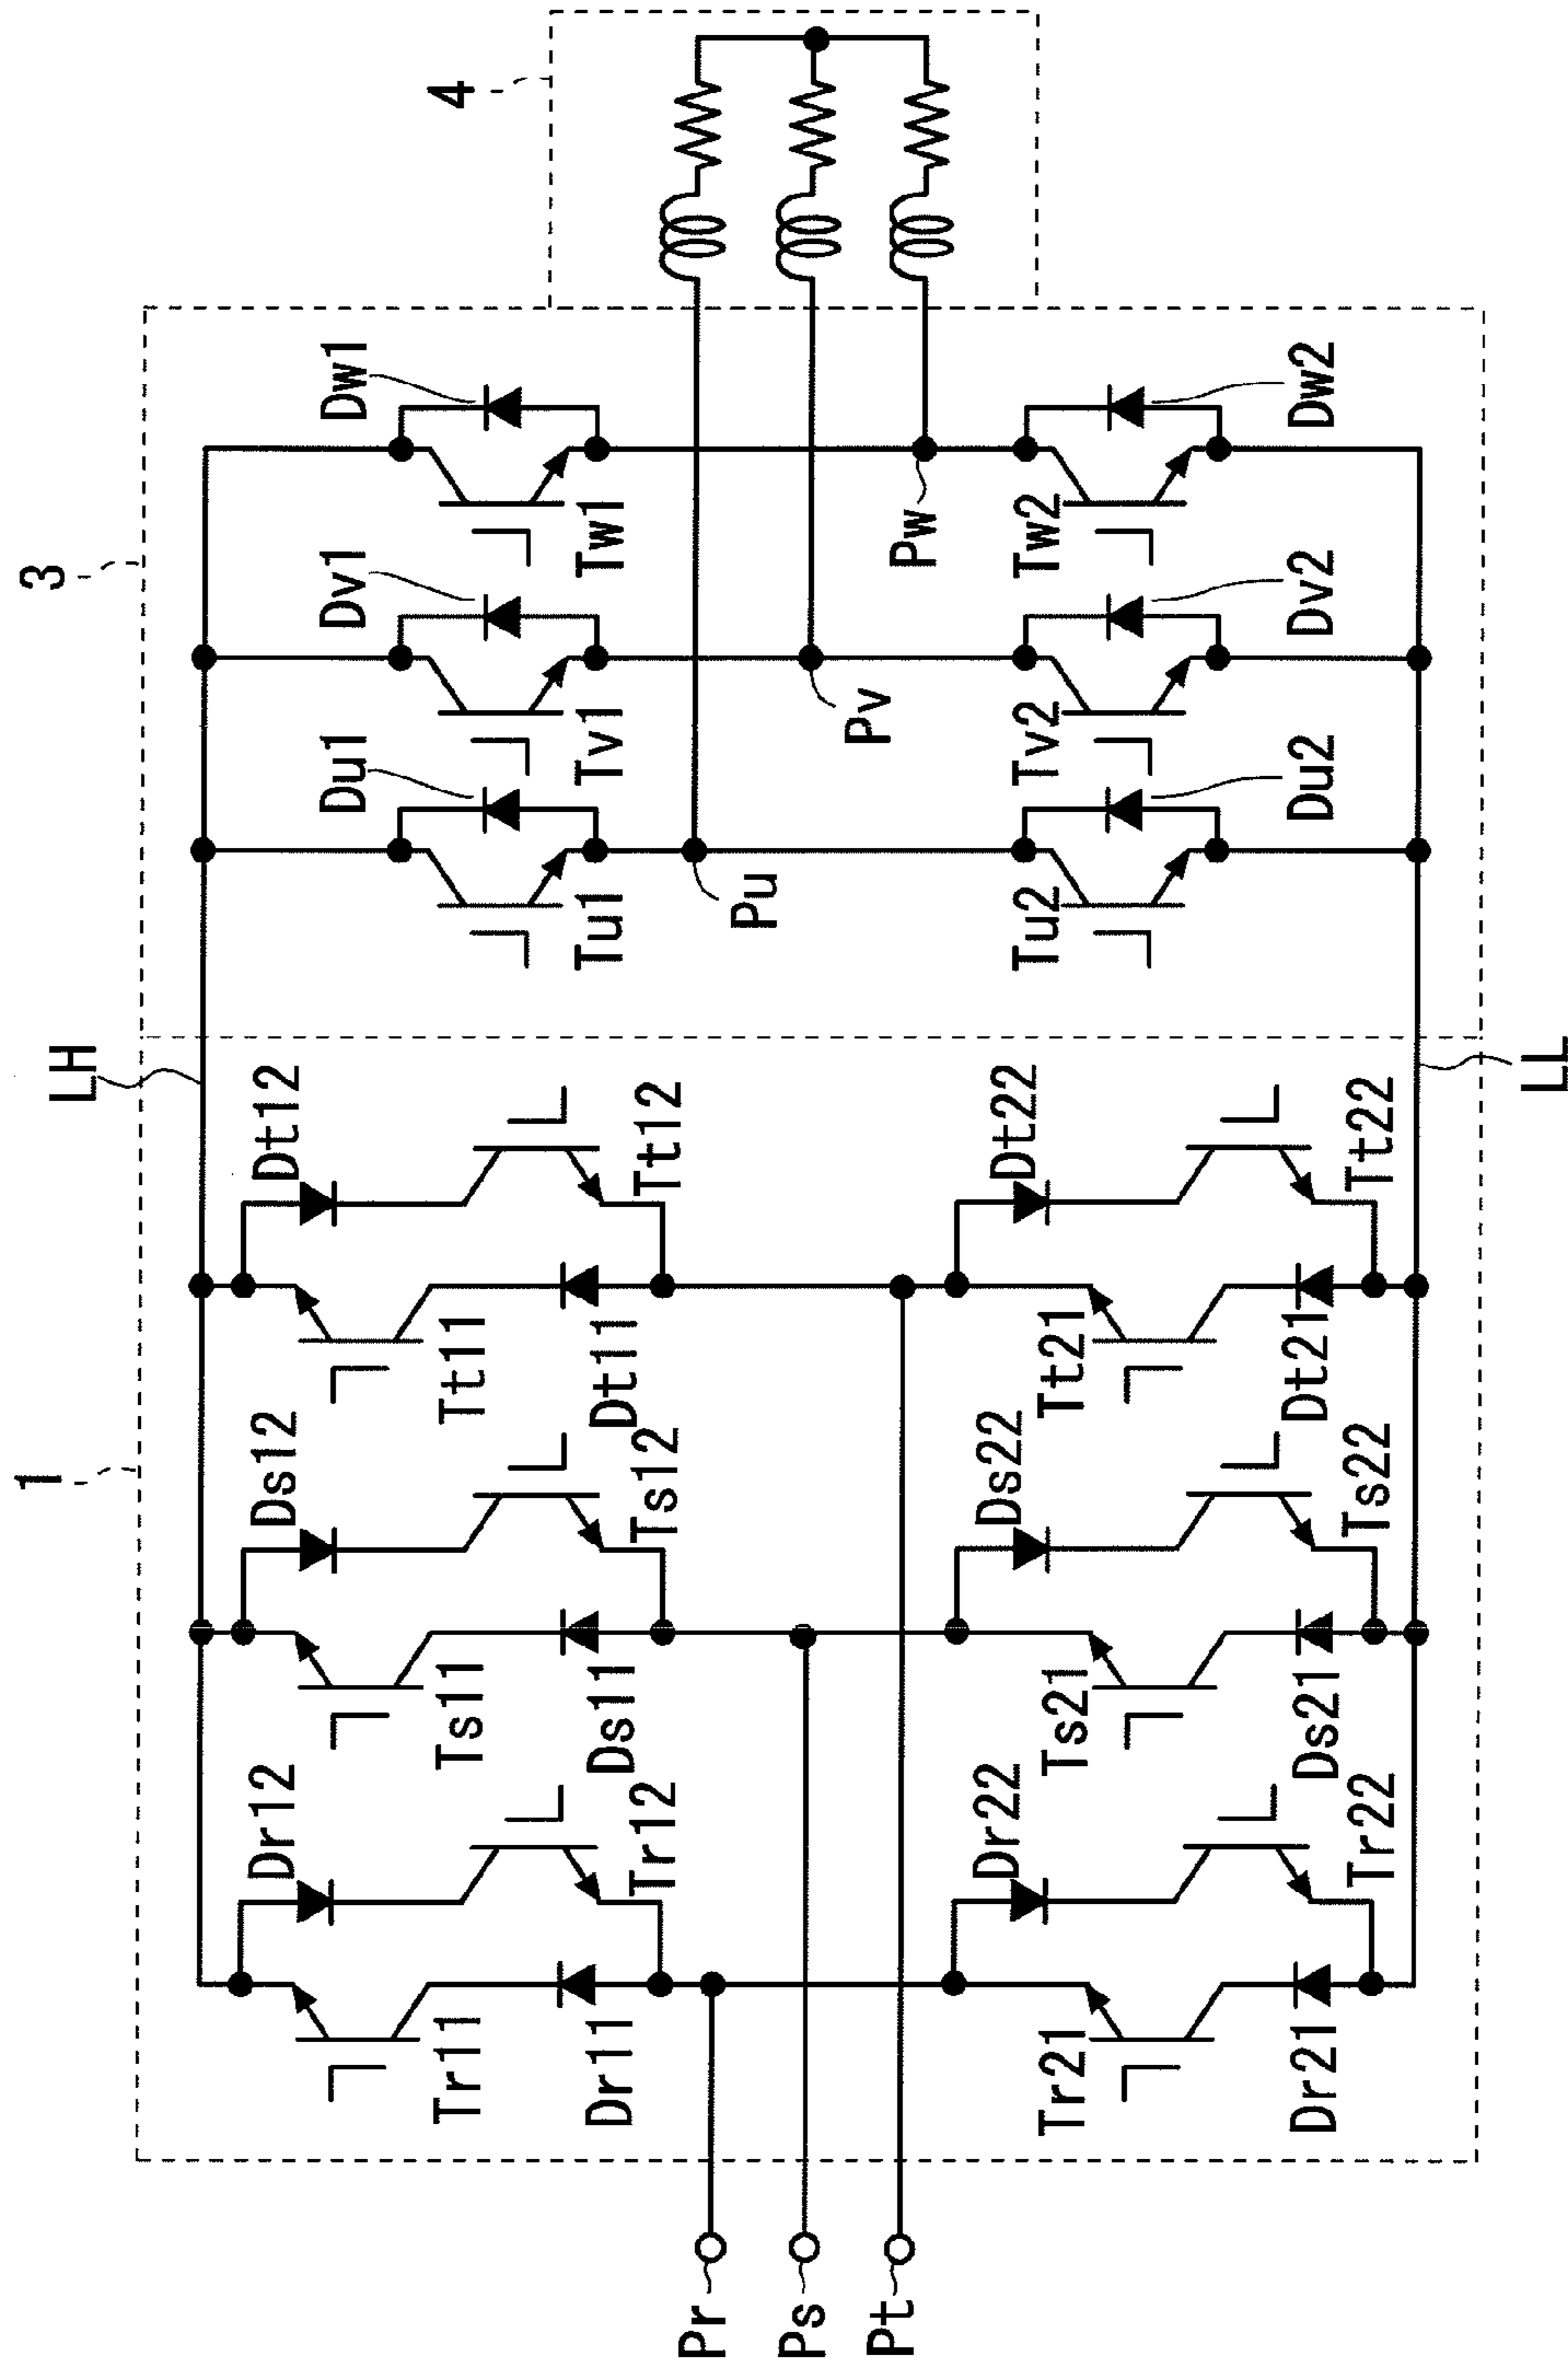 1
3
4
LH
Dr12
Ds12
Dt12
Du1
Dv1
Dw1
Tr11
Ts11
Tt11
Dr11
Tr12
Ds11
Ts12
Dt11
Tt12
Tu1
Tv1
Tw1
Pr
Ps
Pt
Pu
Pv
Pw
Dr22
Ds22
Dt22
Tr21
Ts21
Tt21
Tu2
Tv2
Tw2
Dr21
Tr22
Ds21
Ts22
Dt21
Tt22
Du2
Dv2
Dw2
LL